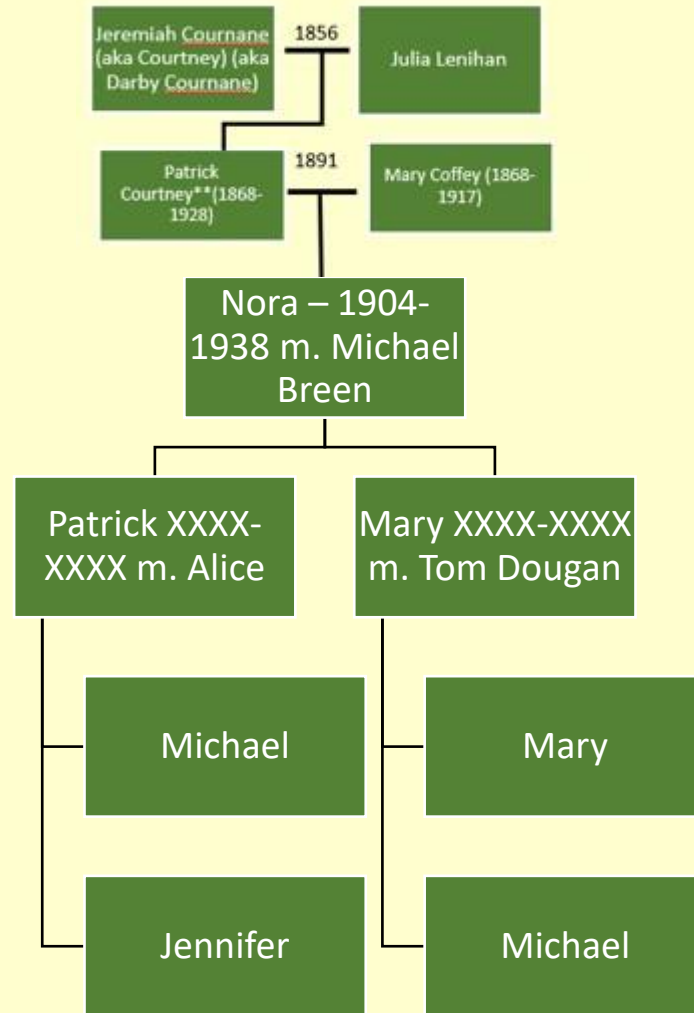 Jeremiah Cournane
(aka Courtney) (aka
Darby Cournane)
1856
Julia Lenihan
Patrick
Courtney**(1868-
1928)
1891
Mary Coffey (1868-
1917)
Nora – 1904-
1938 m. Michael
Breen
Patrick XXXX-
XXXX m. Alice
Mary XXXX-XXXX
m. Tom Dougan
Michael
Mary
Jennifer
Michael